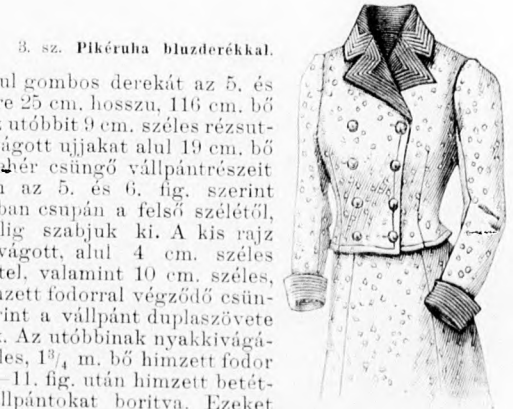 3. sz. Pikéruha bluzderékkal.
ul gombos derekát az 5. és
re 25 cm. hosszu, 116 cm. bő
utóbbit 9 cm. széles rézsut-
ágott ujjakat alul 19 cm. bő
ehér csüngő vállpántrészeit
az 5. és 6. fig. szerint
ban csupán a felső szélétől,
lig szabjuk ki. A kis rajz
vágott, alul 4 cm. széles
tel, valamint 10 cm. széles,
nzett fodorral végződő csün-
rint a vállpánt duplaszövete
Az utóbbinak nyakkivágá-
les, 1³/₄ m. bő himzett fodor
–11. fig. után himzett betét-
llpántokat boritva. Ezeket